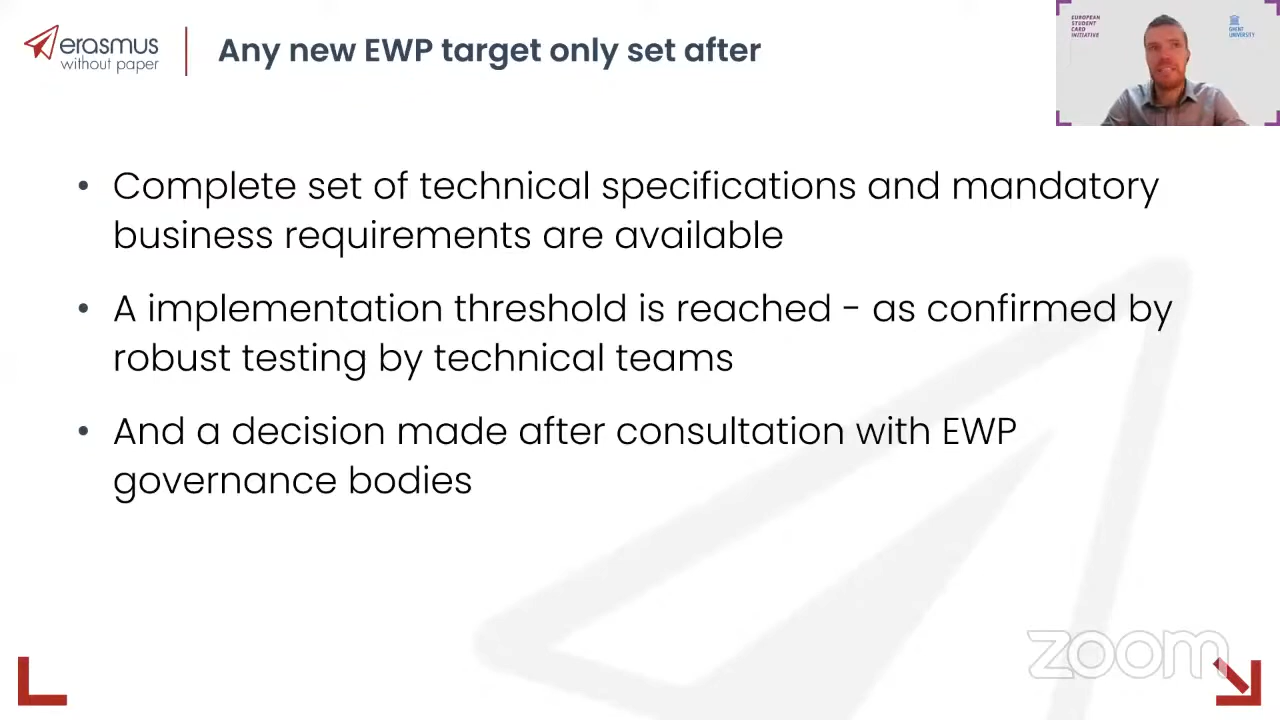 erasmus
without paper
Any new EWP target only set after
EUROPEAN
STUDENT
CARD
INITIATIVE
GHENT
UNIVERSITY
• Complete set of technical specifications and mandatory
business requirements are available
• A implementation threshold is reached - as confirmed by
robust testing by technical teams
• And a decision made after consultation with EWP
governance bodies
zoom